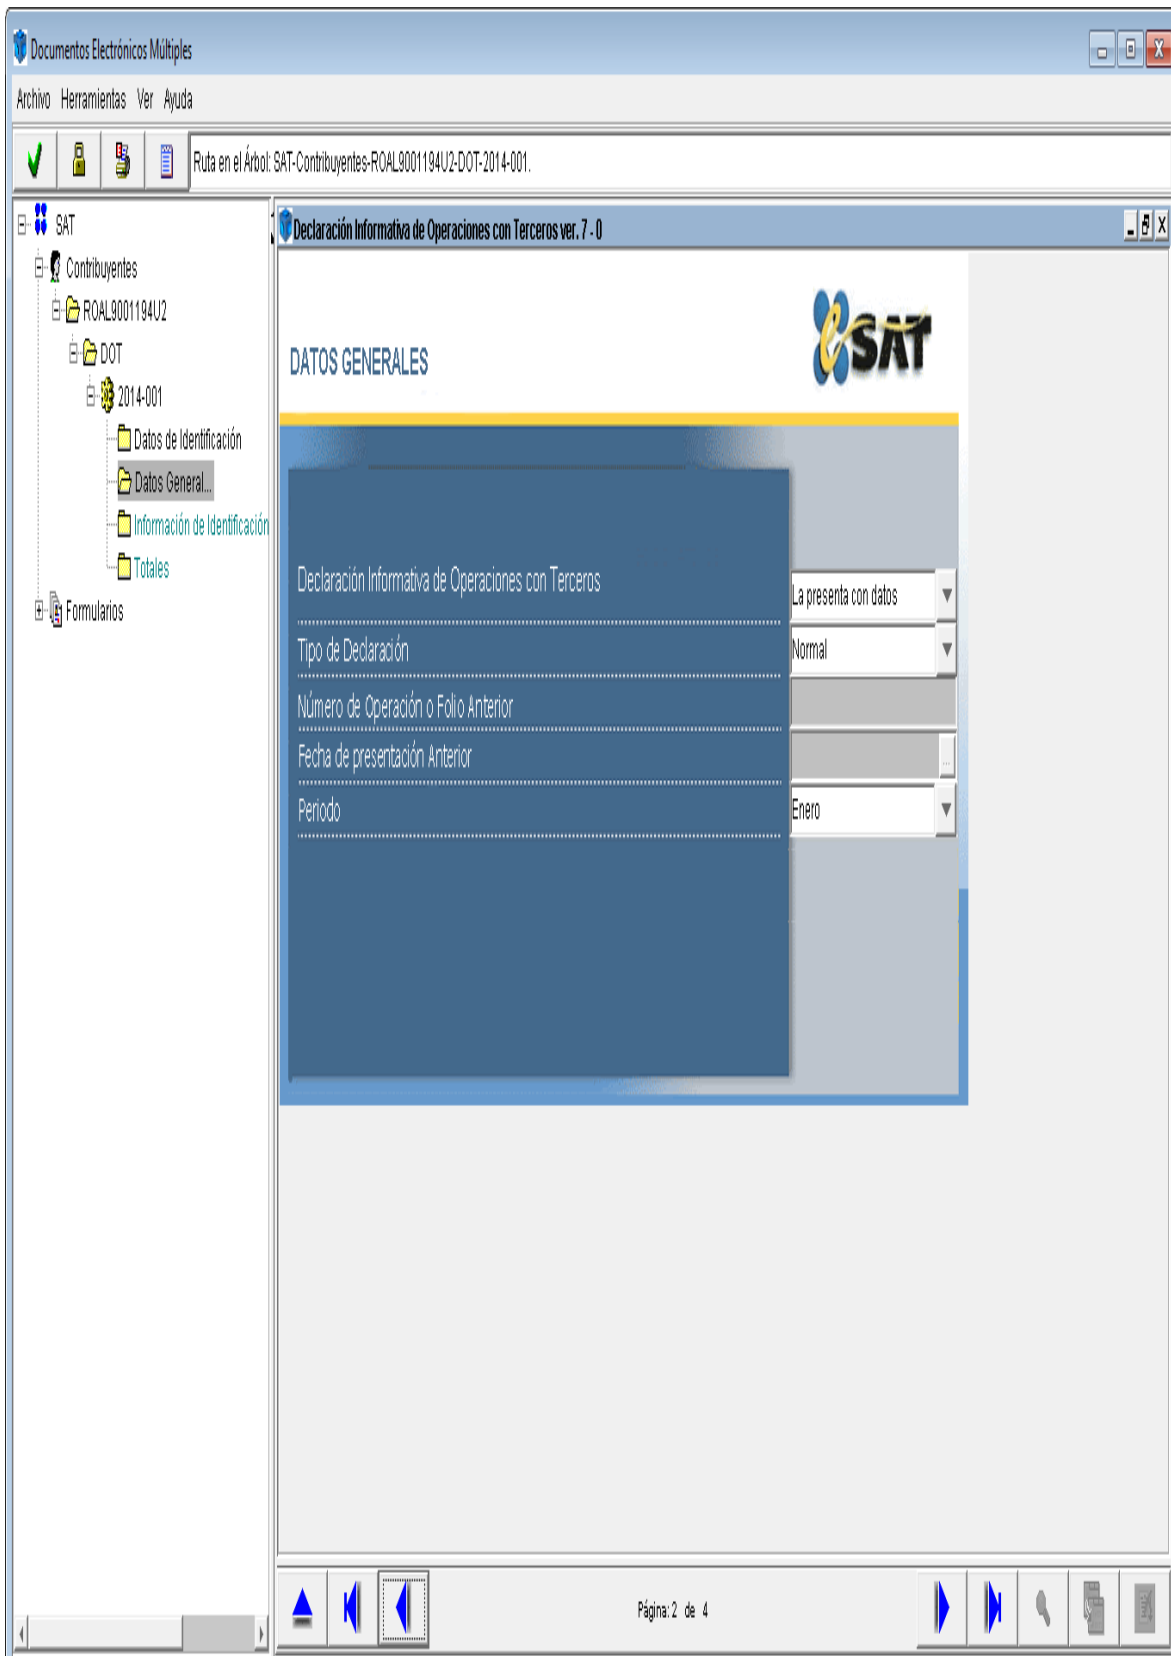 Documentos Electrónicos Múltiples
Archivo Herramientas Ver Ayuda
Ruta en el Árbol: SAT-Contribuyentes-ROAL9001194U2-DOT-2014-001.
SAT
Contribuyentes
ROAL9001194U2
DOT
2014-001
Datos de Identificación
Datos General...
Información de Identificación
Totales
Formularios
Declaración Informativa de Operaciones con Terceros ver. 7 - 0
DATOS GENERALES
e SAT
Declaración Informativa de Operaciones con Terceros
La presenta con datos
Tipo de Declaración
Normal
Número de Operación o Folio Anterior
Fecha de presentación Anterior
...
Periodo
Enero
Página: 2 de 4